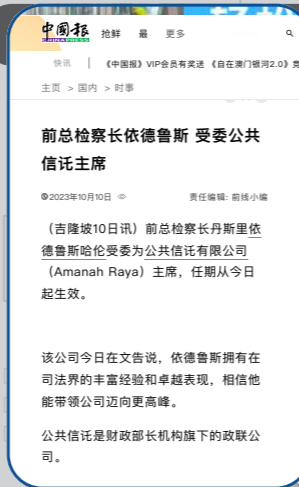 中國報
CHINA PRESS
抢鲜 最 更多
快讯 《中国报》VIP会员有奖送 《自在澳门银河2.0》竞
主页 > 国内 > 时事
前总检察长依德鲁斯 受委公共
信讬主席
2023年10月10日
责任编辑: 前线小编
（吉隆坡10日讯）前总检察长丹斯里依
德鲁斯哈伦受委为公共信讬有限公司
（Amanah Raya）主席，任期从今日
起生效。
该公司今日在文告说，依德鲁斯拥有在
司法界的丰富经验和卓越表现，相信他
能带领公司迈向更高峰。
公共信讬是财政部长机构旗下的政联公
司。